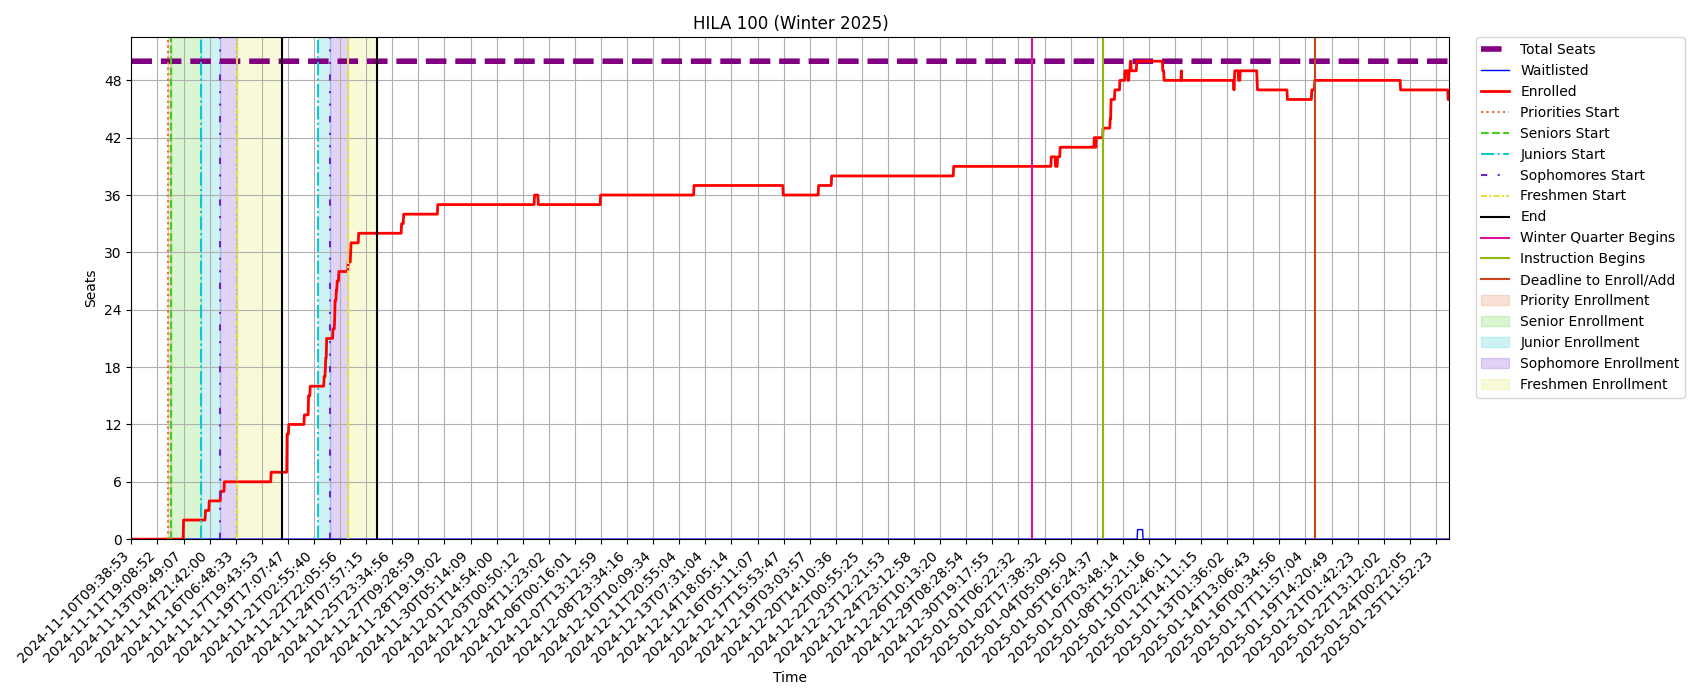 HILA 100 (Winter 2025)
Seats
48
42
36
30
24
18
12
6
0
2024-11-10T09:38:53
2024-11-11T19:08:52
2024-11-13T09:49:07
2024-11-14T21:42:00
2024-11-16T06:48:33
2024-11-17T19:43:53
2024-11-19T17:07:47
2024-11-21T02:55:40
2024-11-22T22:05:56
2024-11-24T07:57:15
2024-11-25T23:34:56
2024-11-27T09:28:59
2024-11-28T19:19:02
2024-11-30T05:14:09
2024-12-01T14:54:00
2024-12-03T00:50:12
2024-12-04T11:23:02
2024-12-06T00:16:01
2024-12-07T13:12:59
2024-12-08T23:34:16
2024-12-10T10:09:34
2024-12-11T20:55:04
2024-12-13T07:31:04
2024-12-14T18:05:14
2024-12-16T05:11:07
2024-12-17T15:53:47
2024-12-19T03:03:57
2024-12-20T14:10:36
2024-12-22T00:55:25
2024-12-23T12:21:53
2024-12-24T23:12:58
2024-12-26T10:13:20
2024-12-29T08:28:54
2024-12-30T19:17:55
2025-01-01T06:22:32
2025-01-02T17:38:32
2025-01-04T05:09:50
2025-01-05T16:24:37
2025-01-07T03:48:14
2025-01-08T15:21:16
2025-01-10T02:46:11
2025-01-11T14:11:15
2025-01-13T01:36:02
2025-01-14T13:06:43
2025-01-16T00:34:56
2025-01-17T11:57:04
2025-01-19T14:20:49
2025-01-21T01:42:23
2025-01-22T13:12:02
2025-01-24T00:22:05
2025-01-25T11:52:23
Time
Total Seats
Waitlisted
Enrolled
Priorities Start
Seniors Start
Juniors Start
Sophomores Start
Freshmen Start
End
Winter Quarter Begins
Instruction Begins
Deadline to Enroll/Add
Priority Enrollment
Senior Enrollment
Junior Enrollment
Sophomore Enrollment
Freshmen Enrollment